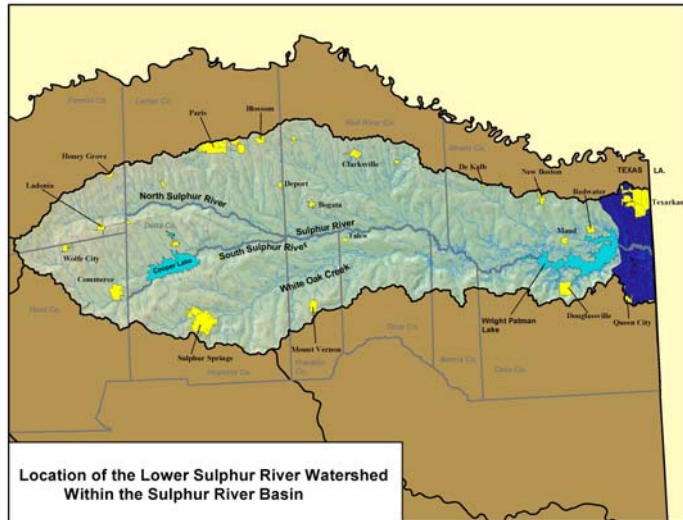 Fannin Co.
Lamar Co.
Blossom
Paris
Red River Co.
Honey Grove
Clarksville
Bowie Co.
De Kalb
New Boston
TEXAS
LA.
Ladonia
North Sulphur River
Deport
Redwater
Texarkana
Bogata
Delta Co.
Sulphur River
Maud
Wolfe City
South Sulphur River
Talco
Cooper Lake
White Oak Creek
Commerce
Hunt Co.
Wright Patman
Lake
Douglassville
Queen City
Sulphur Springs
Mount Vernon
Titus Co.
Franklin
Co.
Morris Co.
Cass Co.
Hopkins Co.
Location of the Lower Sulphur River Watershed
Within the Sulphur River Basin